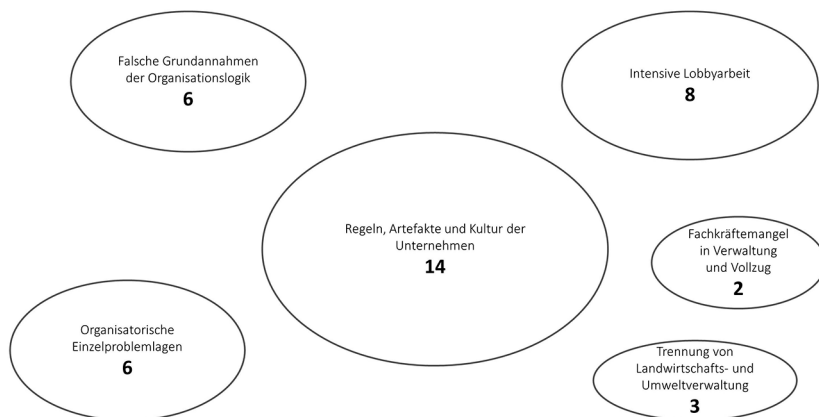 Falsche Grundannahmen
der Organisationslogik
6
Intensive Lobbyarbeit
8
Regeln, Artefakte und Kultur der
Unternehmen
14
Fachkräftemangel
in Verwaltung
und Vollzug
2
Organisatorische
Einzelproblemlagen
6
Trennung von
Landwirtschafts- und
Umweltverwaltung
3